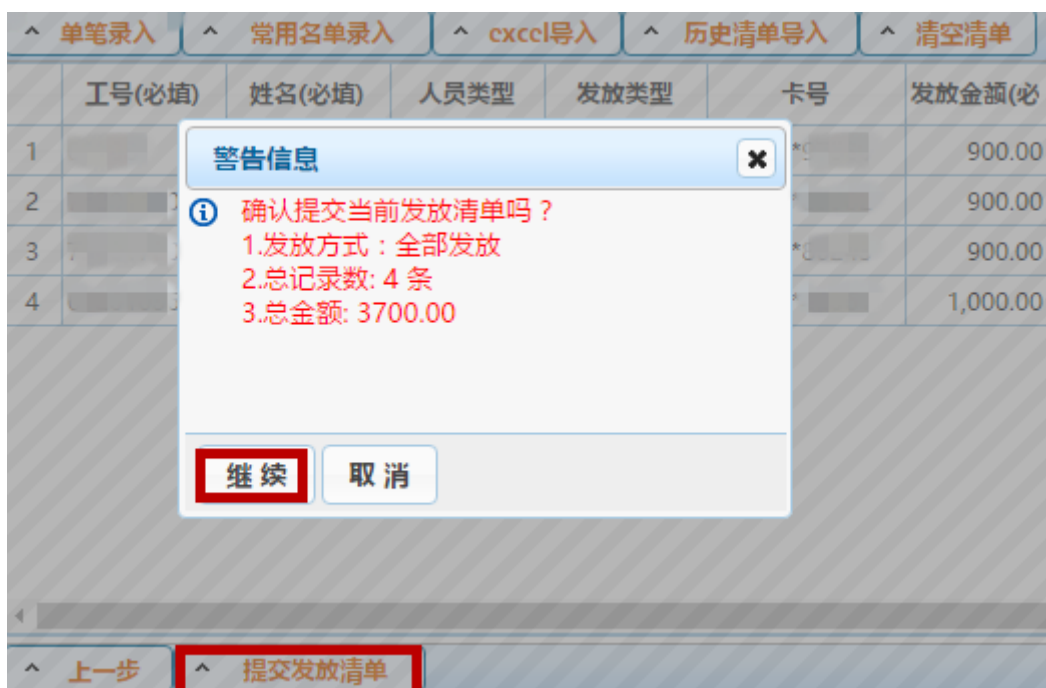 ^ 单笔录入 ^ 常用名单录入 ^ excel导入 ^ 历史清单导入 ^ 清空清单
工号(必填) 姓名(必填) 人员类型 发放类型 卡号 发放金额(必
1 900.00
2 900.00
3 900.00
4 1,000.00
警告信息
确认提交当前发放清单吗？
1.发放方式：全部发放
2.总记录数: 4 条
3.总金额: 3700.00
继 续 取 消
^ 上一步 ^ 提交发放清单